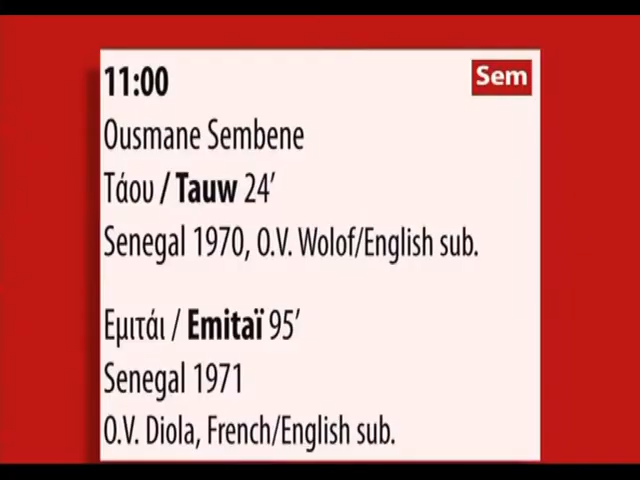 11:00
Sem
Ousmane Sembene
Τάου / Tauw 24'
Senegal 1970, O.V. Wolof/English sub.
Εμιτάι / Emitaï 95'
Senegal 1971
O.V. Diola, French/English sub.